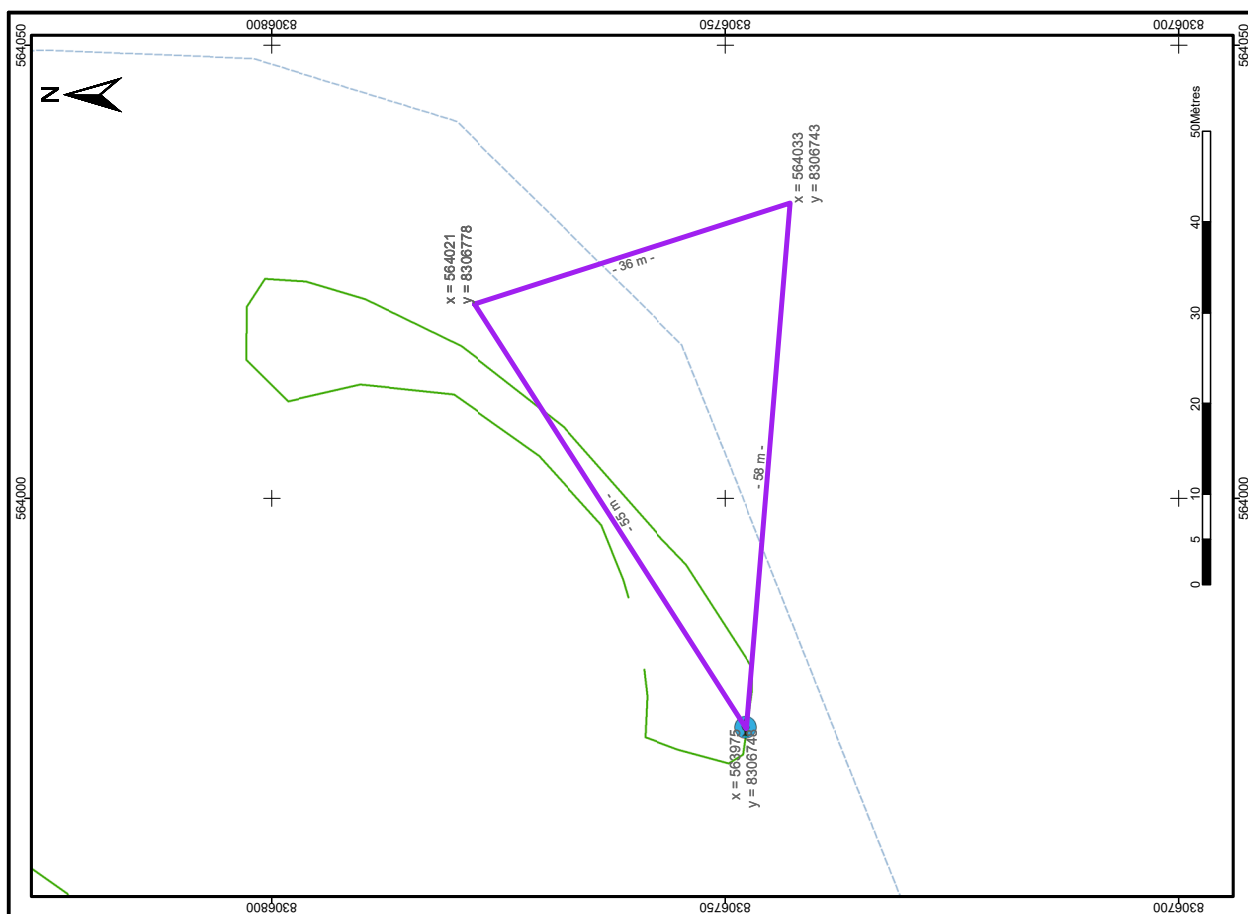 8306800
8306750
8306700
564050
564050
N
50Mètres
40
30
20
10
5
0
x = 564033
y = 8306743
x = 564021
y = 8306778
- 36 m -
- 58 m -
- 55 m -
564000
564000
x = 563975
y = 8306748
8306800
8306750
8306700